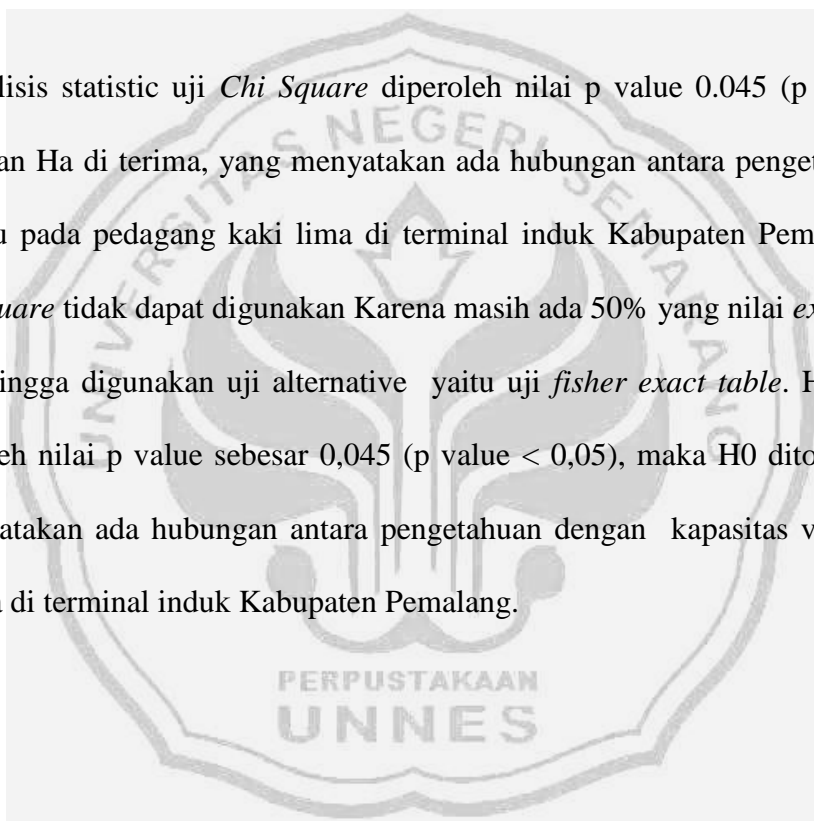 lisis statistic uji Chi Square diperoleh nilai p value 0.045 (p
an Ha di terima, yang menyatakan ada hubungan antara penget
u pada pedagang kaki lima di terminal induk Kabupaten Pem
uare tidak dapat digunakan Karena masih ada 50% yang nilai ex
ingga digunakan uji alternative yaitu uji fisher exact table. H
eh nilai p value sebesar 0,045 (p value < 0,05), maka H0 dito
atakan ada hubungan antara pengetahuan dengan kapasitas v
a di terminal induk Kabupaten Pemalang.
UNIVERSITAS NEGERI SEMARANG
PERPUSTAKAAN
UNNES